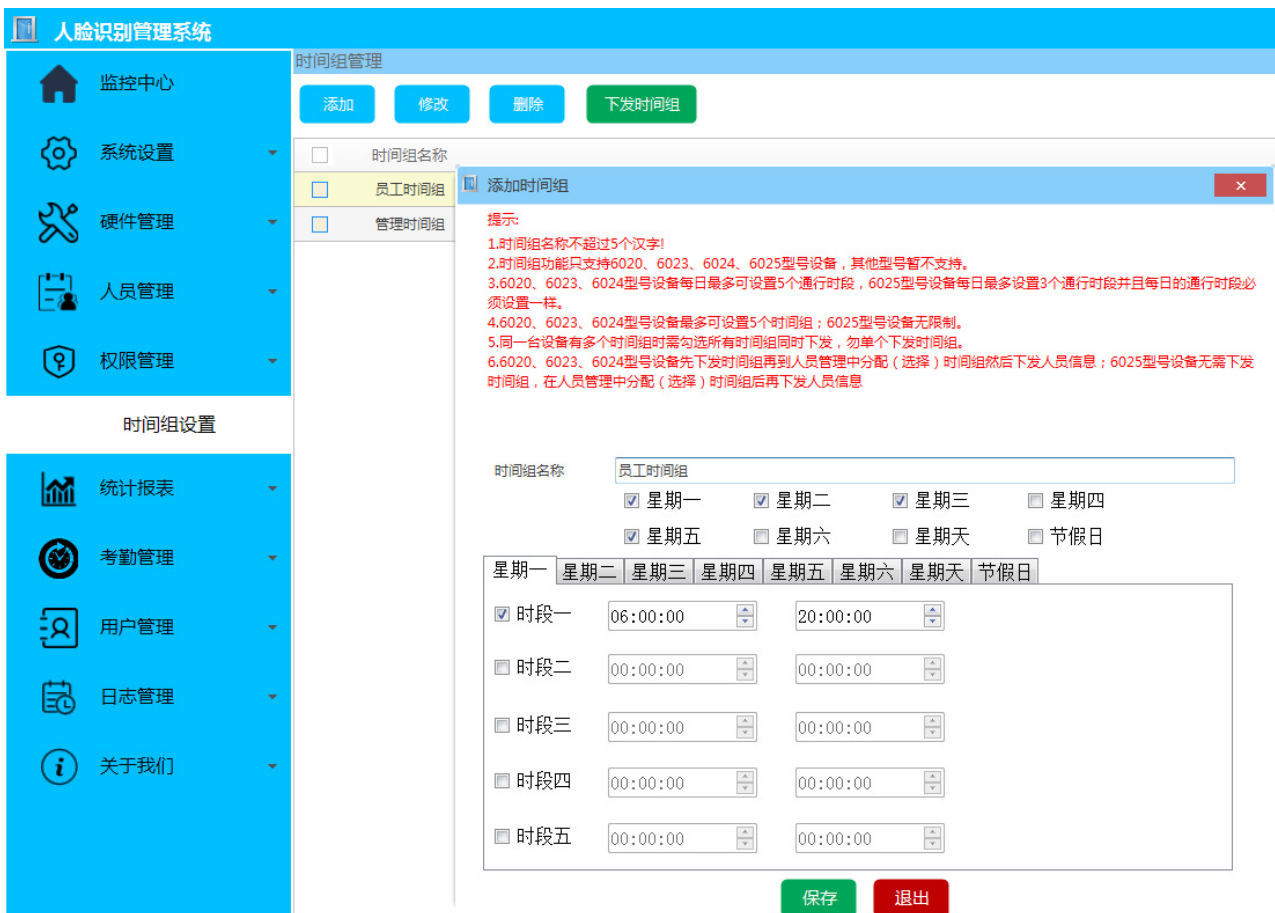 人脸识别管理系统
监控中心
系统设置
硬件管理
人员管理
权限管理
时间组设置
统计报表
考勤管理
用户管理
日志管理
关于我们
时间组管理
添加 修改 删除 下发时间组
时间组名称
员工时间组
管理时间组
添加时间组
提示:
1.时间组名称不超过5个汉字!
2.时间组功能只支持6020、6023、6024、6025型号设备，其他型号暂不支持。
3.6020、6023、6024型号设备每日最多可设置5个通行时段，6025型号设备每日最多设置3个通行时段并且每日的通行时段必
须设置一样。
4.6020、6023、6024型号设备最多可设置5个时间组；6025型号设备无限制。
5.同一台设备有多个时间组时需勾选所有时间组同时下发，勿单个下发时间组。
6.6020、6023、6024型号设备先下发时间组再到人员管理中分配（选择）时间组然后下发人员信息；6025型号设备无需下发
时间组，在人员管理中分配（选择）时间组后再下发人员信息
时间组名称 员工时间组
星期一 星期二 星期三 星期四
星期五 星期六 星期天 节假日
星期一 星期二 星期三 星期四 星期五 星期六 星期天 节假日
时段一 06:00:00 20:00:00
时段二 00:00:00 00:00:00
时段三 00:00:00 00:00:00
时段四 00:00:00 00:00:00
时段五 00:00:00 00:00:00
保存 退出